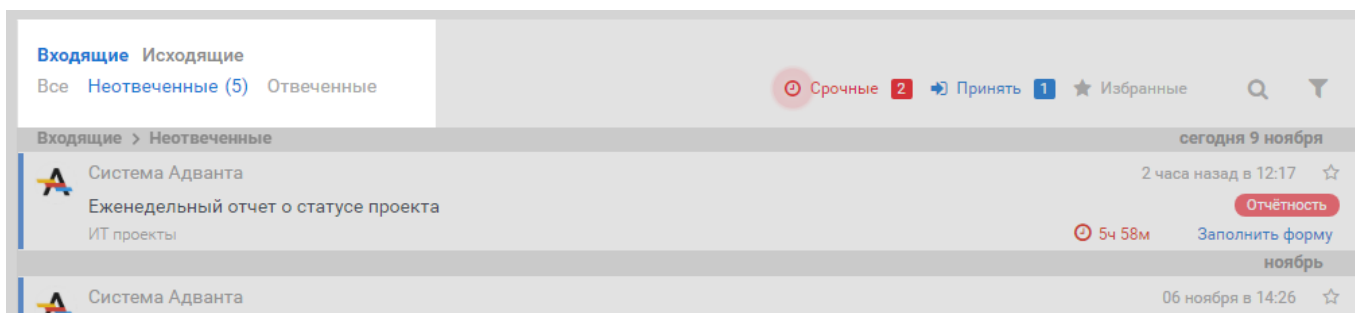 Входящие Исходящие
Все Неотвеченные (5) Отвеченные
Срочные 2 Принять 1 Избранные
Входящие > Неотвеченные сегодня 9 ноября
Система Адванта 2 часа назад в 12:17
Еженедельный отчет о статусе проекта Отчётность
ИТ проекты 5ч 58м Заполнить форму
ноябрь
Система Адванта 06 ноября в 14:26